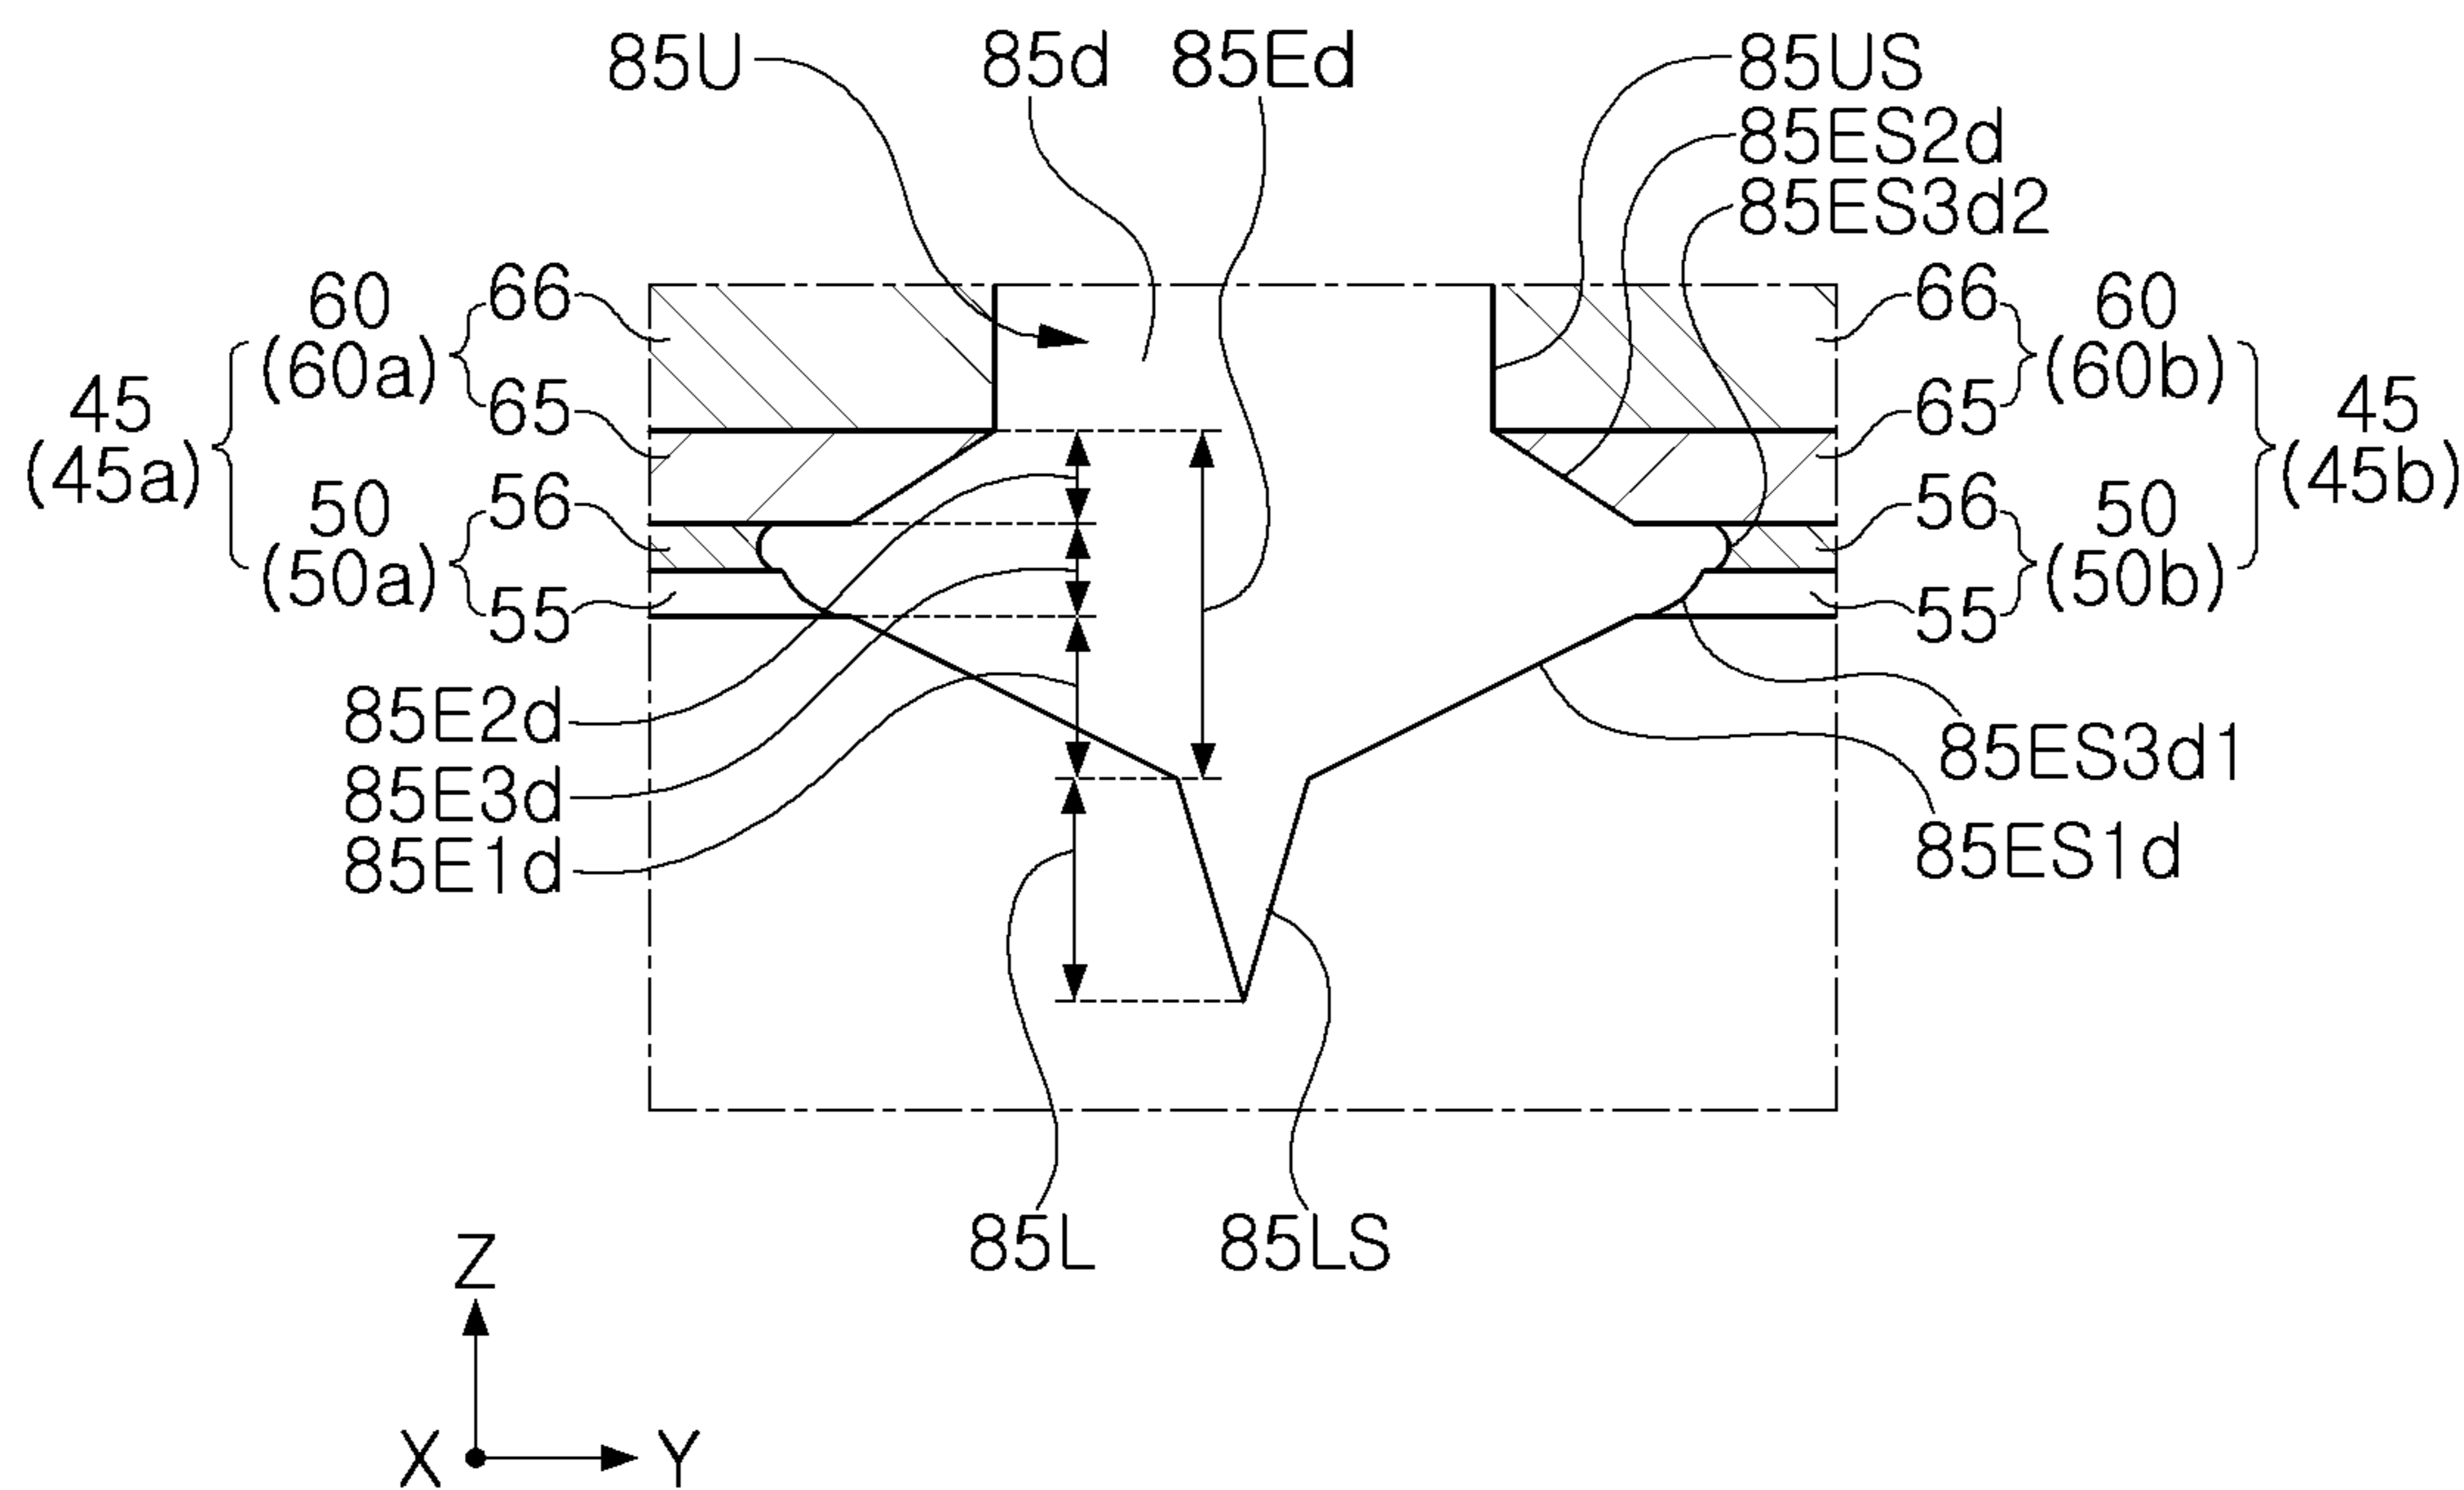 85U 85d 85Ed 85US
85ES2d
85ES3d2
60 66 66 60
(60a) (60b)
45 65 65 45
(45a) (45b)
50 56 56 50
(50a) (50b)
55 55
85E2d
85E3d 85ES3d1
85E1d 85ES1d
85L 85LS
Z
X Y